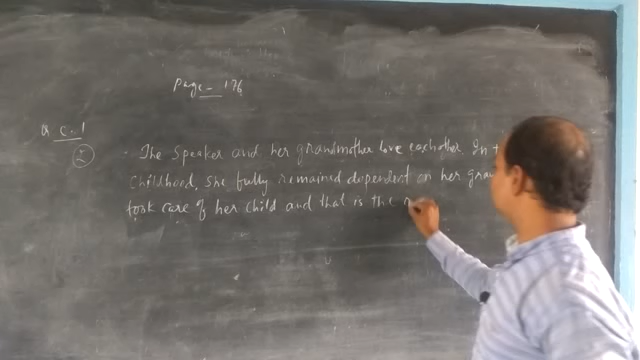 Page - 176
Q C.1
2
The Speaker and her grandmother love eachother In
Childhood, She fully remained dependent on her
took care of her child and that is the